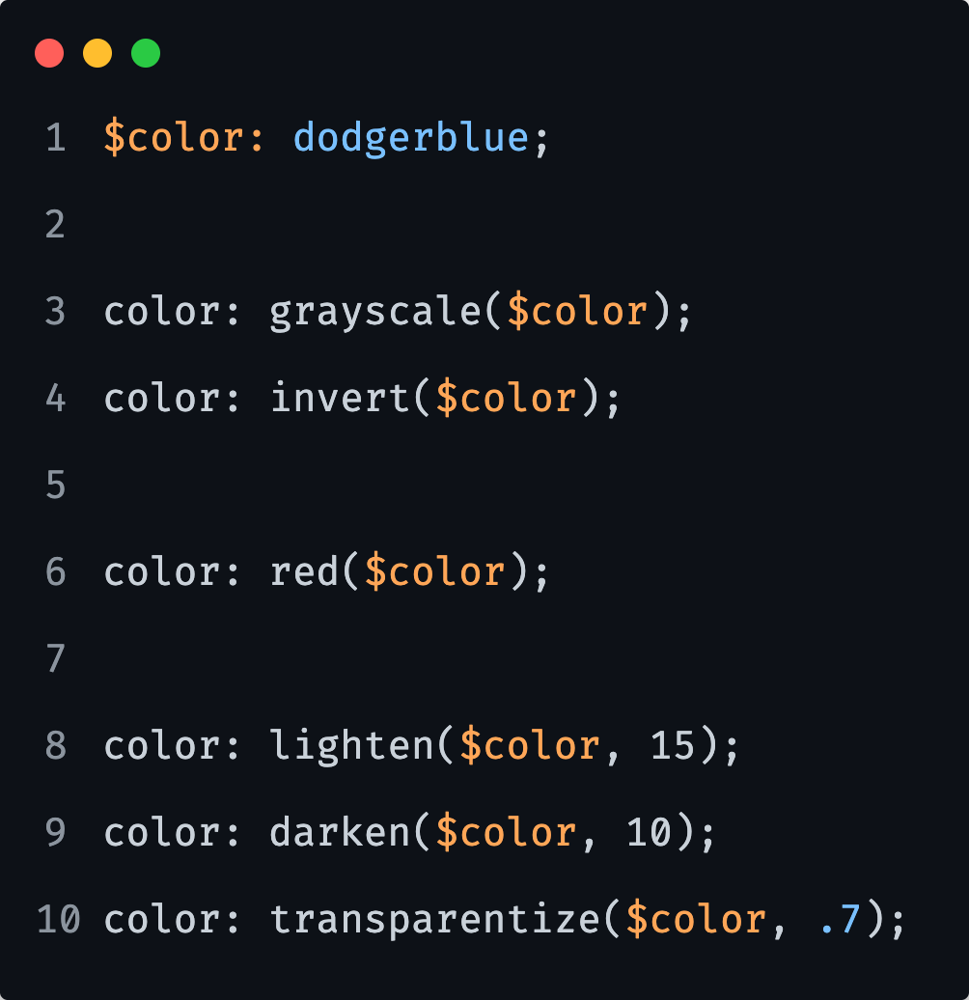 1 $color: dodgerblue;
2
3 color: grayscale($color);
4 color: invert($color);
5
6 color: red($color);
7
8 color: lighten($color, 15);
9 color: darken($color, 10);
10 color: transparentize($color, .7);